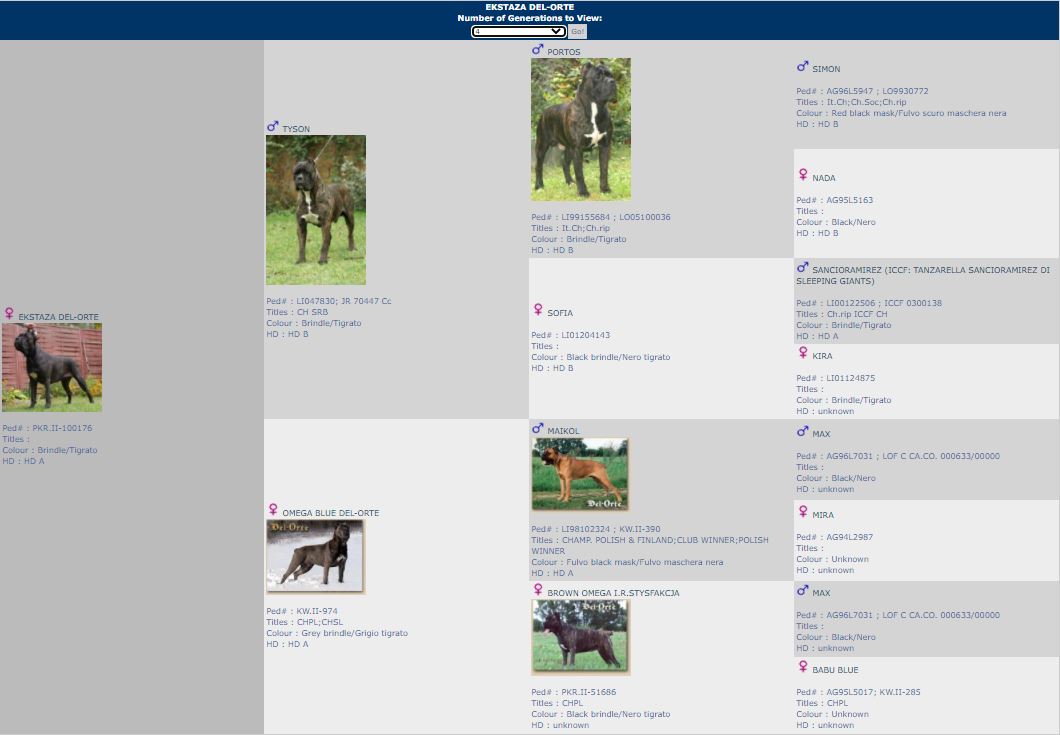 EKSTAZA DEL-ORTE
Number of Generations to View:
4 Go!
EKSTAZA DEL-ORTE
Ped# : PKR.II-100176
Titles :
Colour : Brindle/Tigrato
HD : HD A
TYSON
Ped# : LI047830; JR 70447 Cc
Titles : CH SRB
Colour : Brindle/Tigrato
HD : HD B
OMEGA BLUE DEL-ORTE
Del-Orte
Ped# : KW.II-974
Titles : CHPL;CHSL
Colour : Grey brindle/Grigio tigrato
HD : HD A
PORTOS
Ped# : LI99155684 ; LO05100036
Titles : It.Ch;Ch.rip
Colour : Brindle/Tigrato
HD : HD B
SOFIA
Ped# : LI01204143
Titles :
Colour : Black brindle/Nero tigrato
HD : HD B
MAIKOL
Del-Orte
Ped# : LI98102324 ; KW.II-390
Titles : CHAMP. POLISH & FINLAND;CLUB WINNER;POLISH
WINNER
Colour : Fulvo black mask/Fulvo maschera nera
HD : HD A
BROWN OMEGA I.R.STYSFAKCJA
Del-Orte
Ped# : PKR.II-51686
Titles : CHPL
Colour : Black brindle/Nero tigrato
HD : unknown
SIMON
Ped# : AG96L5947 ; LO9930772
Titles : It.Ch;Ch.Soc;Ch.rip
Colour : Red black mask/Fulvo scuro maschera nera
HD : HD B
NADA
Ped# : AG95L5163
Titles :
Colour : Black/Nero
HD : HD B
SANCIORAMIREZ (ICCF: TANZARELLA SANCIORAMIREZ DI
SLEEPING GIANTS)
Ped# : LI00122506 ; ICCF 0300138
Titles : Ch.rip ICCF CH
Colour : Brindle/Tigrato
HD : HD A
KIRA
Ped# : LI01124875
Titles :
Colour : Brindle/Tigrato
HD : unknown
MAX
Ped# : AG96L7031 ; LOF C CA.CO. 000633/00000
Titles :
Colour : Black/Nero
HD : unknown
MIRA
Ped# : AG94L2987
Titles :
Colour : Unknown
HD : unknown
MAX
Ped# : AG96L7031 ; LOF C CA.CO. 000633/00000
Titles :
Colour : Black/Nero
HD : unknown
BABU BLUE
Ped# : AG95L5017; KW.II-285
Titles : CHPL
Colour : Unknown
HD : unknown